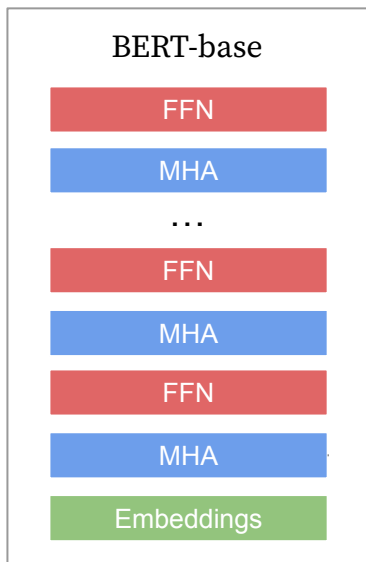 BERT-base
FFN
MHA
...
FFN
MHA
FFN
MHA
Embeddings